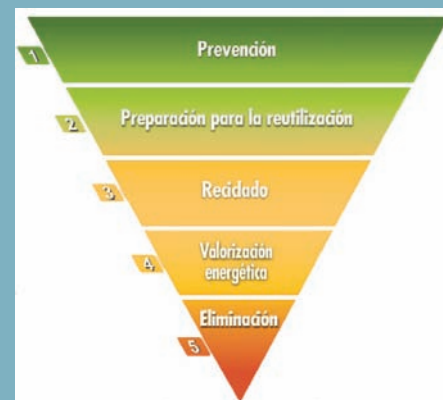 1
Prevención
2
Preparación para la reutilización
3
Reciclado
4
Valorización
energética
5
Eliminación